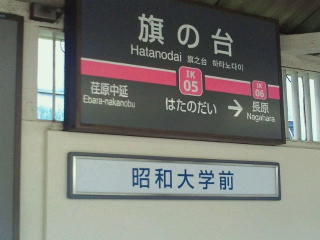 旗の台
Hatanodai 旗之台 하타노다이
IK 05
IK 06
荏原中延
Ebara-nakanobu
はたのだい
→
長原
Nagahara
昭和大学前